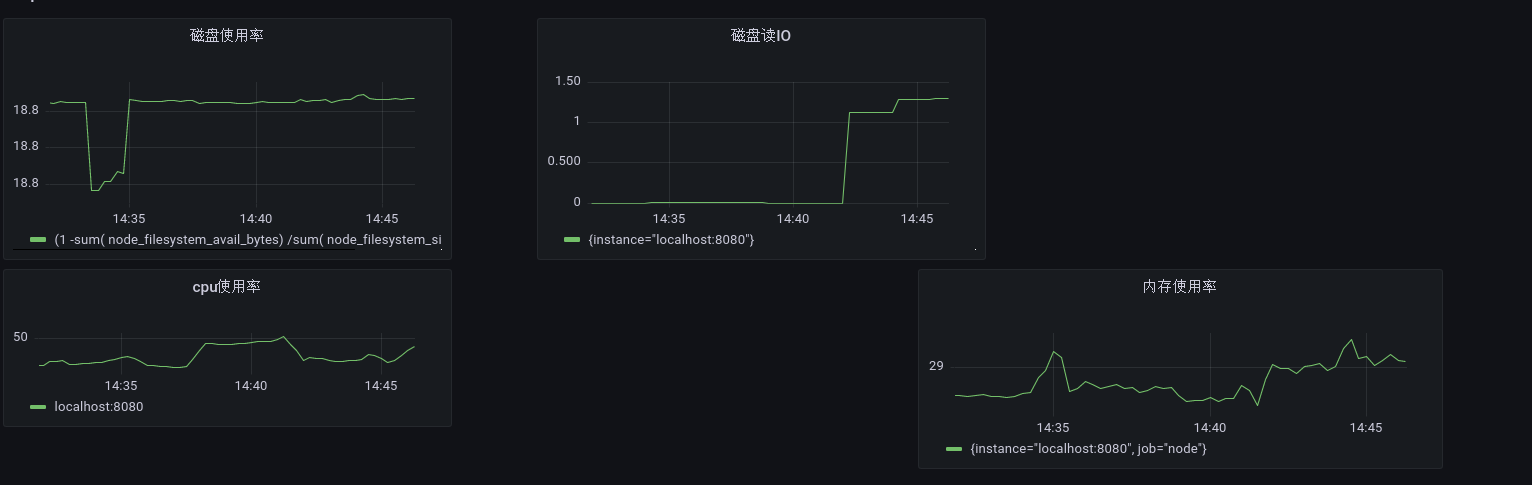 磁盘使用率
18.8
18.8
18.8
14:35 14:40 14:45
(1 -sum( node_filesystem_avail_bytes) /sum( node_filesystem_si
磁盘读IO
1.50
1
0.500
0
14:35 14:40 14:45
{instance="localhost:8080"}
cpu使用率
50
14:35 14:40 14:45
localhost:8080
内存使用率
29
14:35 14:40 14:45
{instance="localhost:8080", job="node"}